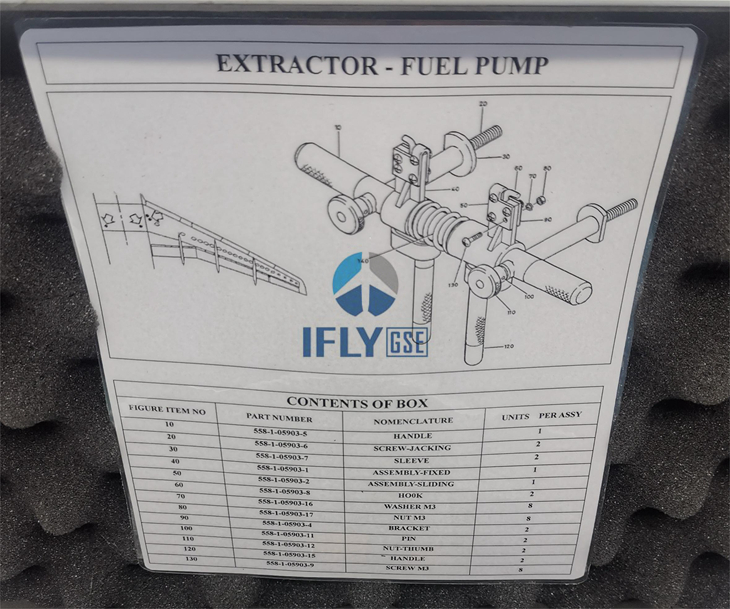 EXTRACTOR - FUEL PUMP
20
10
30
70
40
50
140
130
100
110
120
IFLY GSE
CONTENTS OF BOX
FIGURE ITEM NO PART NUMBER NOMENCLATURE UNITS PER ASSY
10 558-1-05903-5 HANDLE 1
20 558-1-05903-6 SCREW-JACKING 2
30 558-1-05903-7 SLEEVE 2
40 558-1-05903-1 ASSEMBLY-FIXED 1
50 558-1-05903-2 ASSEMBLY-SLIDING 1
60 558-1-05903-8 HO0K 2
70 558-1-05903-16 WASHER M3 8
80 558-1-05903-17 NUT M3 8
90 558-1-05903-4 BRACKET 2
100 558-1-05903-11 PIN 2
110 558-1-05903-12 NUT-THUMB 2
120 558-1-05903-15 HANDLE 2
130 558-1-05903-9 SCREW M3 8